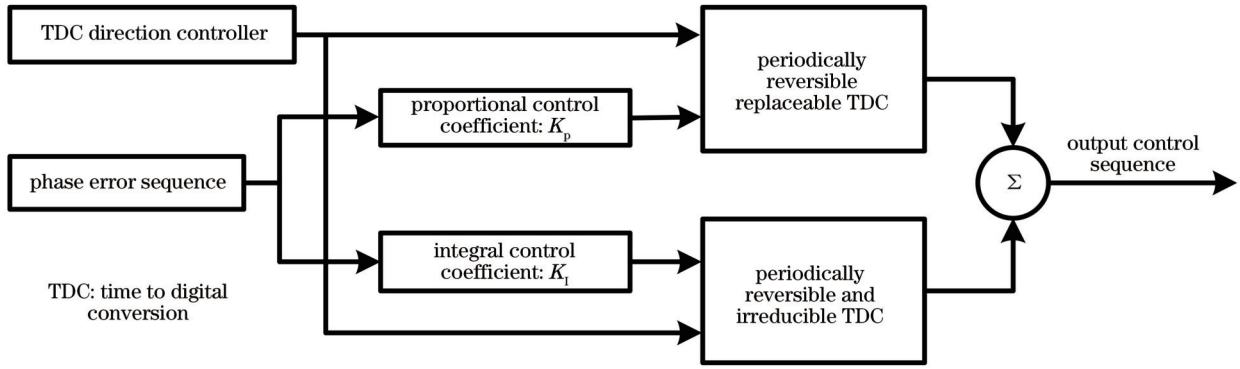 TDC direction controller
periodically
reversible
replaceable TDC
proportional control
coefficient: Kp
phase error sequence
output control
sequence
Σ
integral control
coefficient: KI
TDC: time to digital
conversion
periodically
reversible and
irreducible TDC